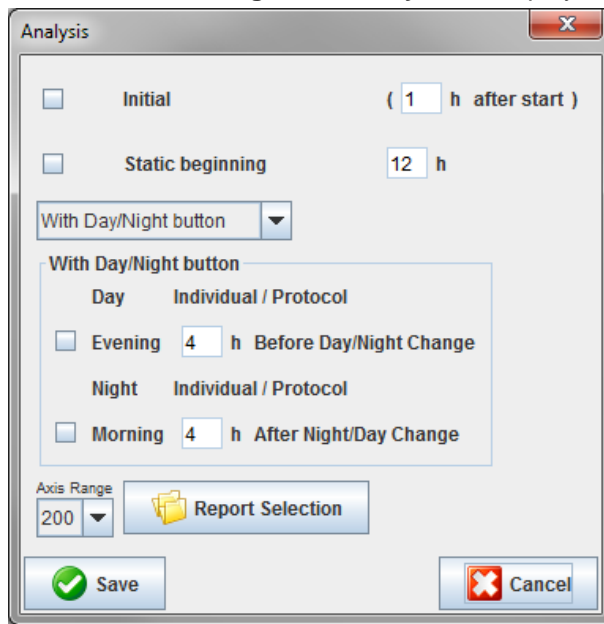 Analysis
Initial ( 1 h after start )
Static beginning 12 h
With Day/Night button
With Day/Night button
Day Individual / Protocol
Evening 4 h Before Day/Night Change
Night Individual / Protocol
Morning 4 h After Night/Day Change
Axis Range
200 Report Selection
Save Cancel